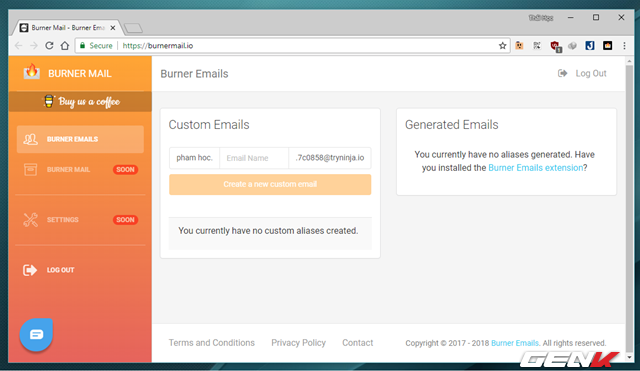 Thái Học
Burner Mail - Burner Ema
Secure | https://burnermail.io
BURNER MAIL
Burner Emails
Log Out
Buy us a coffee
BURNER EMAILS
BURNER MAIL SOON
SETTINGS SOON
LOG OUT
Custom Emails
pham hoc. Email Name .7c0858@tryninja.io
Create a new custom email
You currently have no custom aliases created.
Generated Emails
You currently have no aliases generated. Have
you installed the Burner Emails extension?
Terms and Conditions Privacy Policy Contact
Copyright © 2017 - 2018 Burner Emails. All rights reserved.
GENK